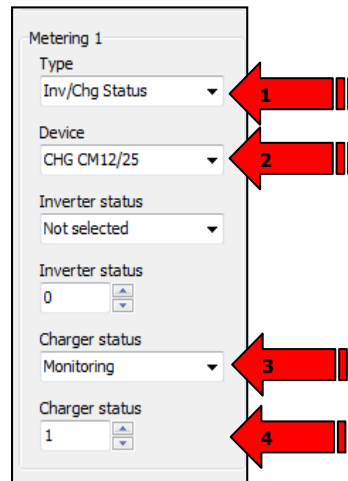 Metering 1
Type
Inv/Chg Status
1
Device
CHG CM12/25
2
Inverter status
Not selected
Inverter status
0
Charger status
Monitoring
3
Charger status
1
4